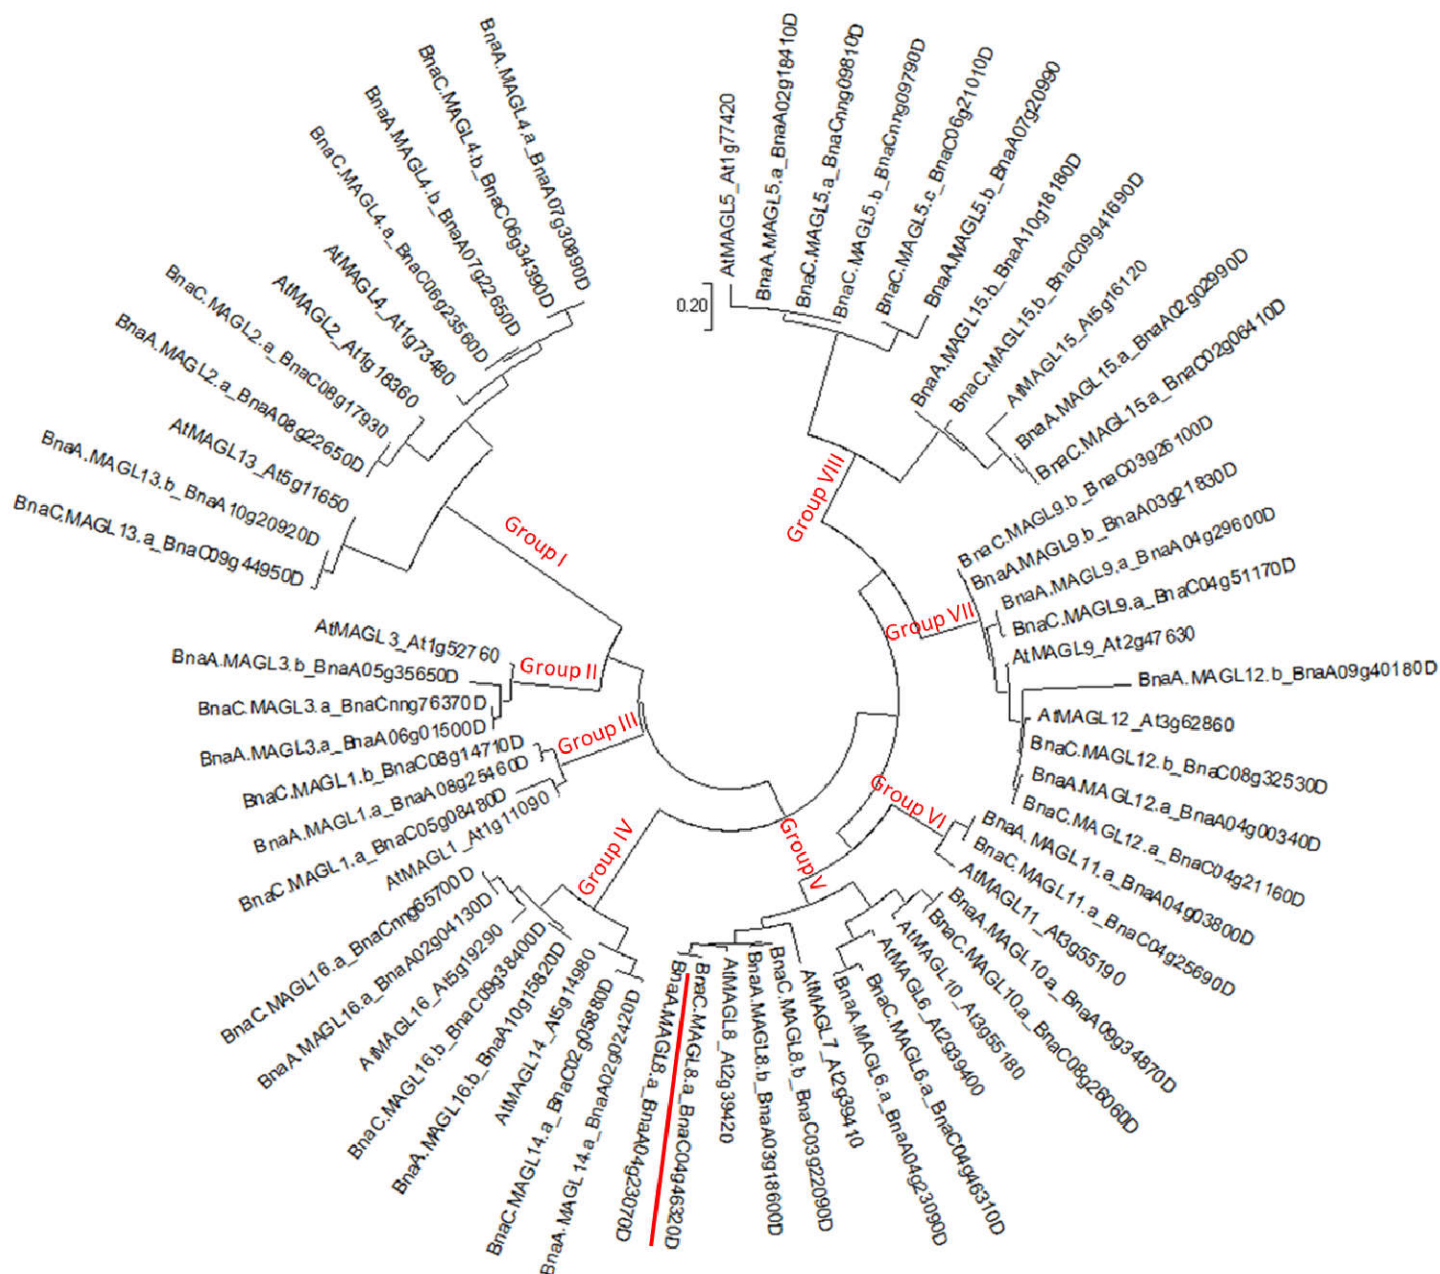 BnaA.MAGL4.a_BnaA07g30890D
BnaC.MAGL4.b_BnaC06g34390D
BnaA.MAGL4.b_BnaA07g22650D
BnaC.MAGL4.a_BnaC06g23560D
AtMAGL4_At1g73480
AtMAGL2_At1g18360
BnaC.MAGL2.a_BnaC08g17930
BnaA.MAGL2.a_BnaA08g22650D
AtMAGL13_At5g11650
BnaA.MAGL13.b_BnaA10g20920D
BnaC.MAGL13.a_BnaC09g44950D
Group I
AtMAGL3_At1g52760
BnaA.MAGL3.b_BnaA05g35650D
BnaC.MAGL3.a_BnaCnng76370D
BnaA.MAGL3.a_BnaA06g01500D
Group II
BnaC.MAGL1.b_BnaC08g14710D
BnaA.MAGL1.a_BnaA08g25460D
BnaC.MAGL1.a_BnaC05g08480D
AtMAGL1_At1g11090
Group III
BnaC.MAGL16.a_BnaCnng65700D
BnaA.MAGL16.a_BnaA02g04130D
AtMAGL16_At5g19290
BnaC.MAGL16.b_BnaC09g38400D
BnaA.MAGL16.b_BnaA10g15820D
AtMAGL14_At5g14980
BnaC.MAGL14.a_BnaC02g05880D
BnaA.MAGL14.a_BnaA02g02420D
Group IV
BnaA.MAGL8.a_BnaA04g23070D
BnaC.MAGL8.a_BnaC04g46320D
AtMAGL8_At2g39420
BnaA.MAGL8.b_BnaA03g18600D
BnaC.MAGL8.b_BnaC03g22090D
AtMAGL7_At2g39410
BnaA.MAGL6.a_BnaA04g23090D
BnaC.MAGL6.a_BnaC04g46310D
AtMAGL6_At2g39400
AtMAGL10_At3g55180
BnaC.MAGL10.a_BnaC08g26060D
BnaA.MAGL10.a_BnaA09g34870D
Group V
AtMAGL11_At3g55190
BnaC.MAGL11.a_BnaC04g25690D
BnaA.MAGL11.a_BnaA04g03800D
Group VI
BnaC.MAGL12.a_BnaC04g21160D
BnaA.MAGL12.a_BnaA04g00340D
BnaC.MAGL12.b_BnaC08g32530D
AtMAGL12_At3g62860
BnaA.MAGL12.b_BnaA09g40180D
AtMAGL9_At2g47630
BnaC.MAGL9.a_BnaC04g51170D
BnaA.MAGL9.a_BnaA04g29600D
BnaA.MAGL9.b_BnaA03g21830D
BnaC.MAGL9.b_BnaC03g26100D
Group VII
BnaC.MAGL15.a_BnaC02g06410D
BnaA.MAGL15.a_BnaA02g02990D
AtMAGL15_At5g16120
BnaC.MAGL15.b_BnaC09g41690D
BnaA.MAGL15.b_BnaA10g18180D
BnaA.MAGL5.b_BnaA07g20990
BnaC.MAGL5.c_BnaC06g21010D
BnaC.MAGL5.b_BnaCnng09790D
BnaC.MAGL5.a_BnaCnng09810D
BnaA.MAGL5.a_BnaA02g18410D
AtMAGL5_At1g77420
Group VIII
0.20